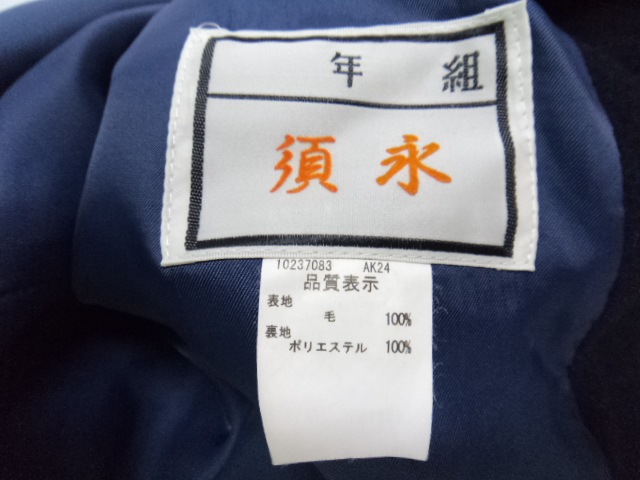 年 組
須永
10237083 AK24
品質表示
表地
毛 100%
裏地
ポリエステル 100%